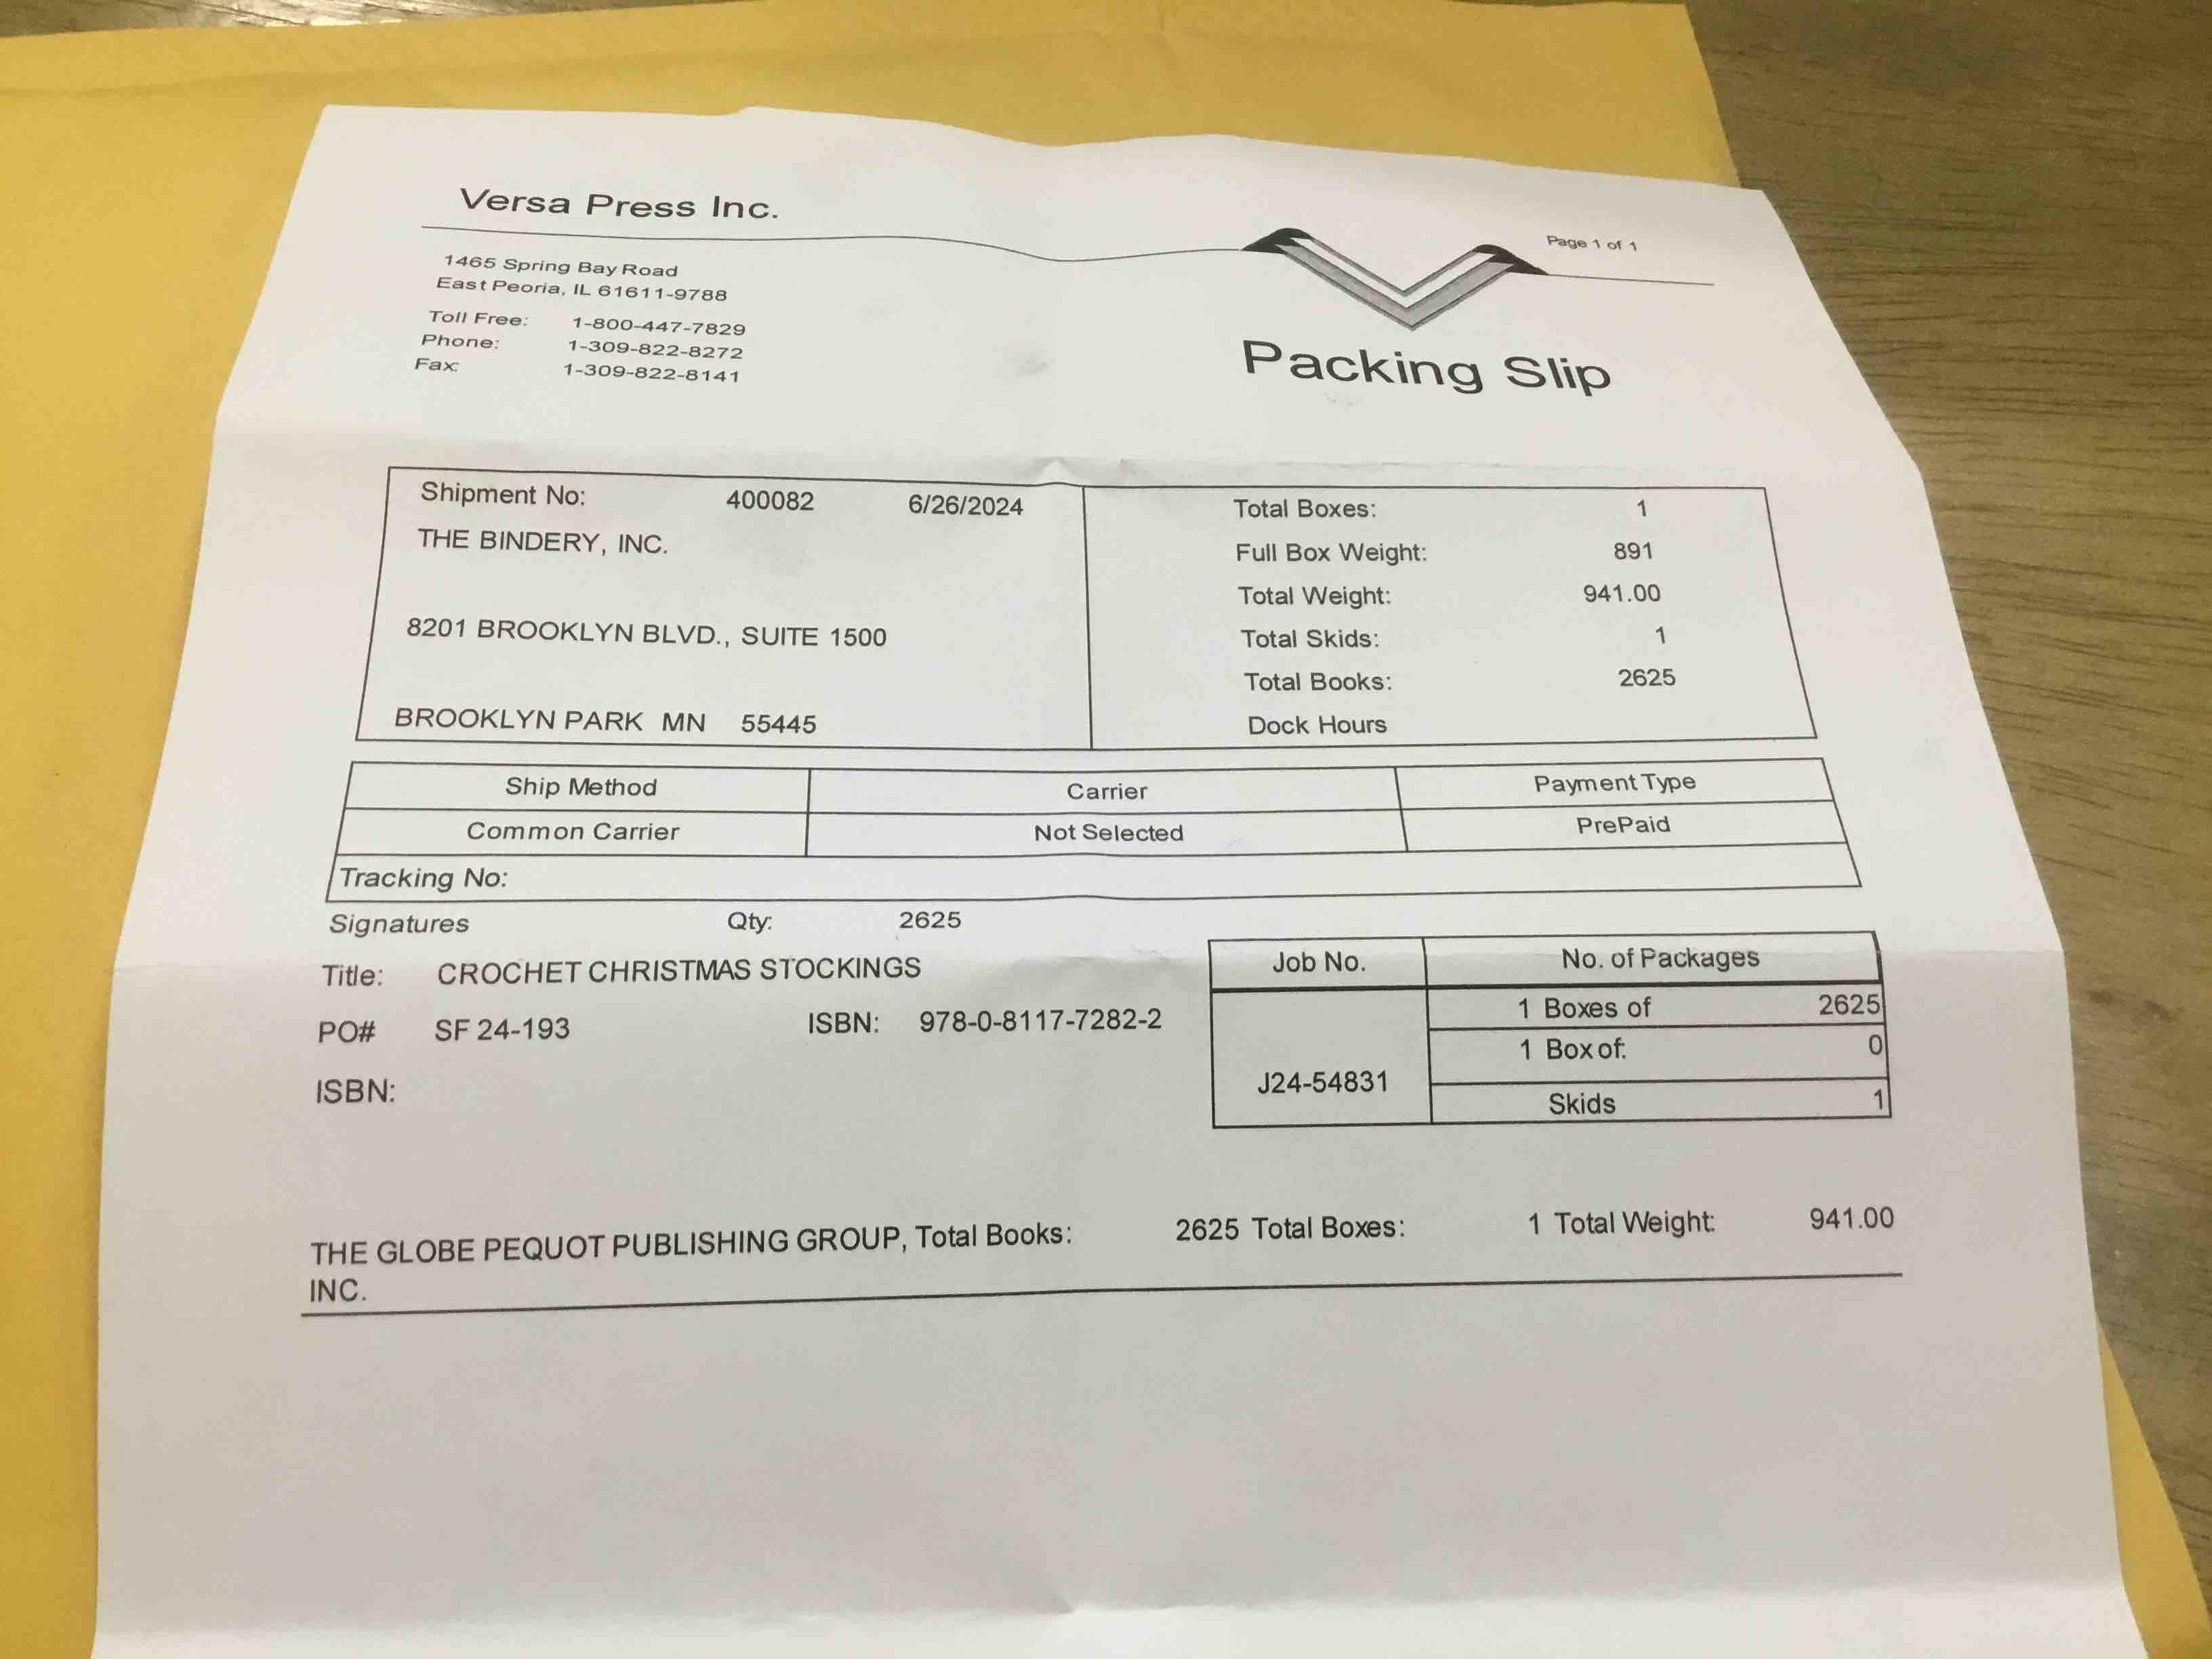 Versa Press Inc.
Page 1 of 1
1465 Spring Bay Road
East Peoria, IL 61611-9788
Toll Free: 1-800-447-7829
Phone: 1-309-822-8272
Fax: 1-309-822-8141
Packing Slip
Shipment No: 400082 6/26/2024
THE BINDERY, INC.
8201 BROOKLYN BLVD., SUITE 1500
BROOKLYN PARK MN 55445
Total Boxes: 1
Full Box Weight: 891
Total Weight: 941.00
Total Skids: 1
Total Books: 2625
Dock Hours
Ship Method Carrier Payment Type
Common Carrier Not Selected PrePaid
Tracking No:
Signatures Qty: 2625
Title: CROCHET CHRISTMAS STOCKINGS
PO# SF 24-193 ISBN: 978-0-8117-7282-2
ISBN:
Job No. No. of Packages
J24-54831
1 Boxes of 2625
1 Box of: 0
Skids 1
THE GLOBE PEQUOT PUBLISHING GROUP, Total Books: 2625 Total Boxes: 1 Total Weight: 941.00
INC.